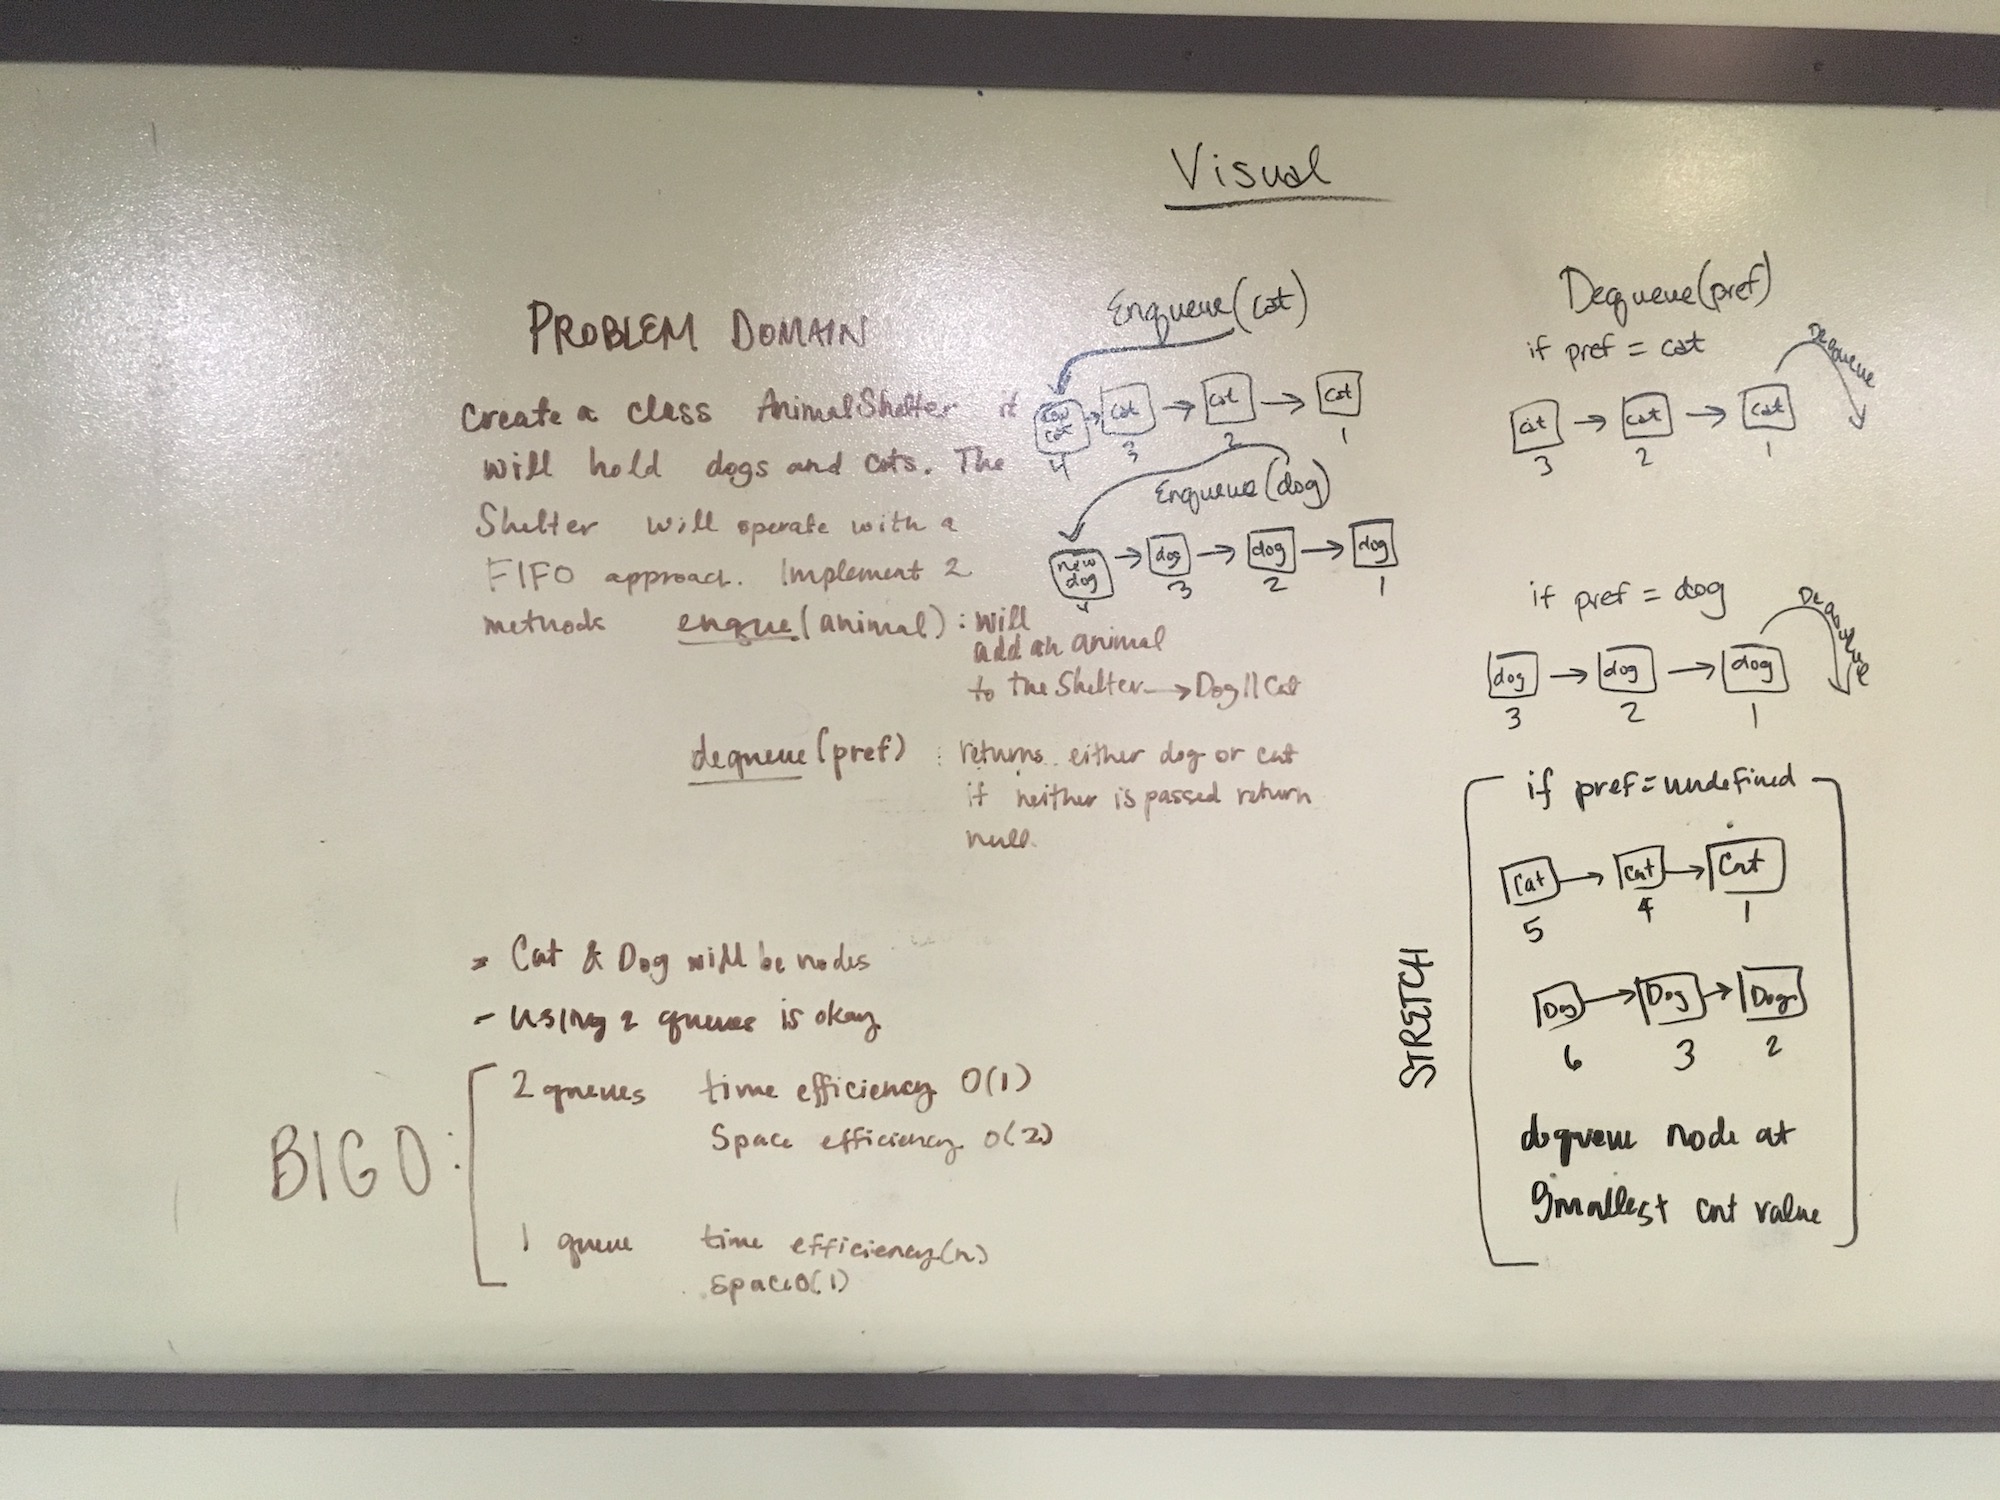 Visual
PROBLEM DOMAIN
Create a class AnimalShelter it
will hold dogs and cats. The
Shelter will operate with a
FIFO approach. Implement 2
methods enque(animal) : will
add an animal
to the Shelter → Dog || Cat
dequeue(pref) : returns either dog or cat
if neither is passed return
null.
- Cat & Dog will be nodes
- Using 2 queues is okay
BIG O:
2 queues time efficiency O(1)
Space efficiency O(2)
1 queue time efficiency (n)
space O(1)
Enqueue(cat)
cat → cat → cat → cat
4 3 2 1
Enqueue(dog)
new dog → dog → dog → dog
4 3 2 1
Dequeue(pref)
if pref = cat
Dequeue
cat → cat → cat
3 2 1
if pref = dog
Dequeue
dog → dog → dog
3 2 1
STRETCH
if pref = undefined
Cat → Cat → Cat
5 4 1
Dog → Dog → Dog
6 3 2
dequeue node at
Smallest cnt value